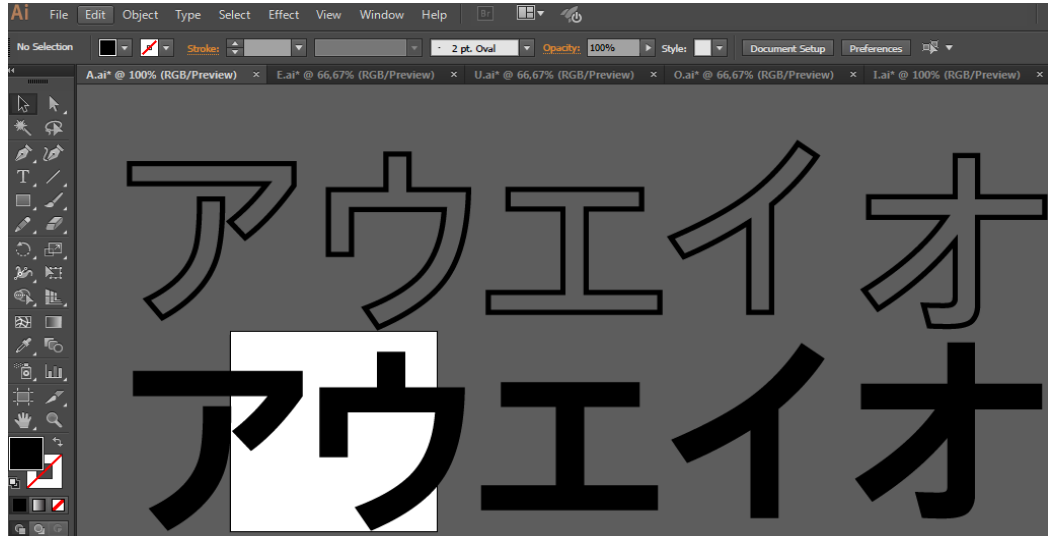 Ai File Edit Object Type Select Effect View Window Help Br
No Selection Stroke: 2 pt. Oval Opacity: 100% Style: Document Setup Preferences
A.ai* @ 100% (RGB/Preview) × E.ai* @ 66,67% (RGB/Preview) × U.ai* @ 66,67% (RGB/Preview) × O.ai* @ 66,67% (RGB/Preview) × I.ai* @ 100% (RGB/Preview) ×
アウエイオ
アウエイオ